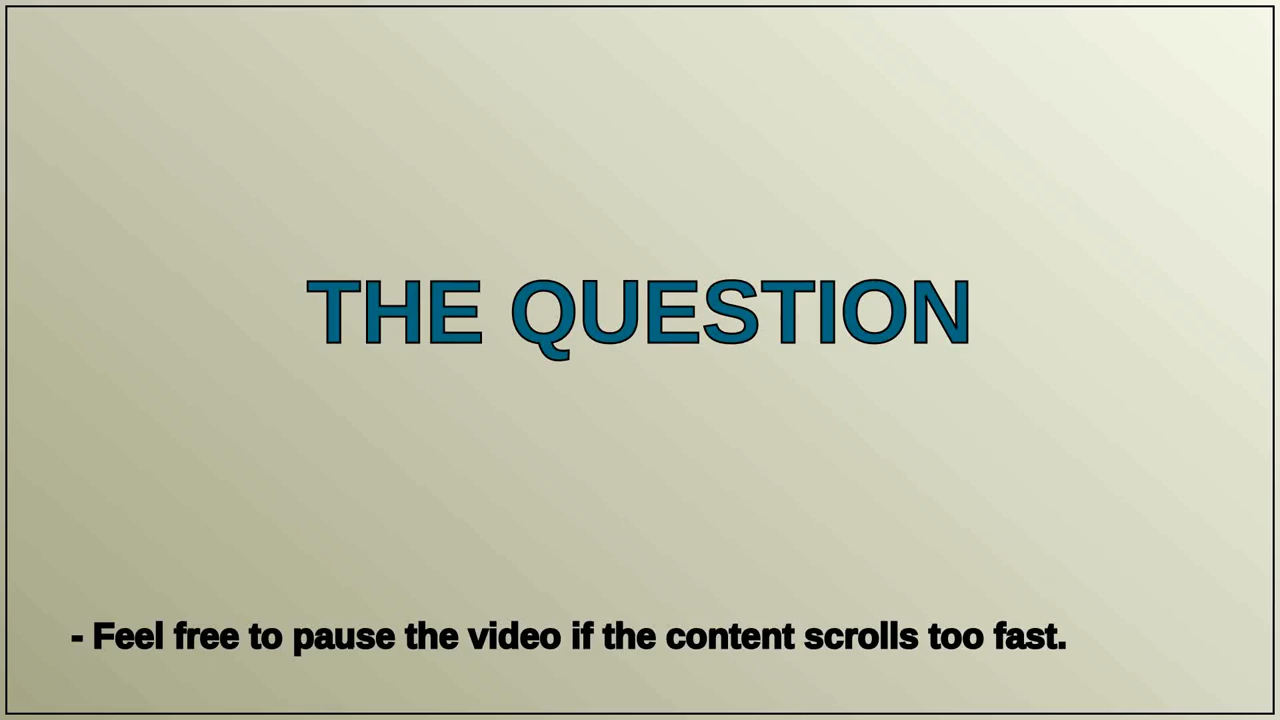 THE QUESTION
- Feel free to pause the video if the content scrolls too fast.